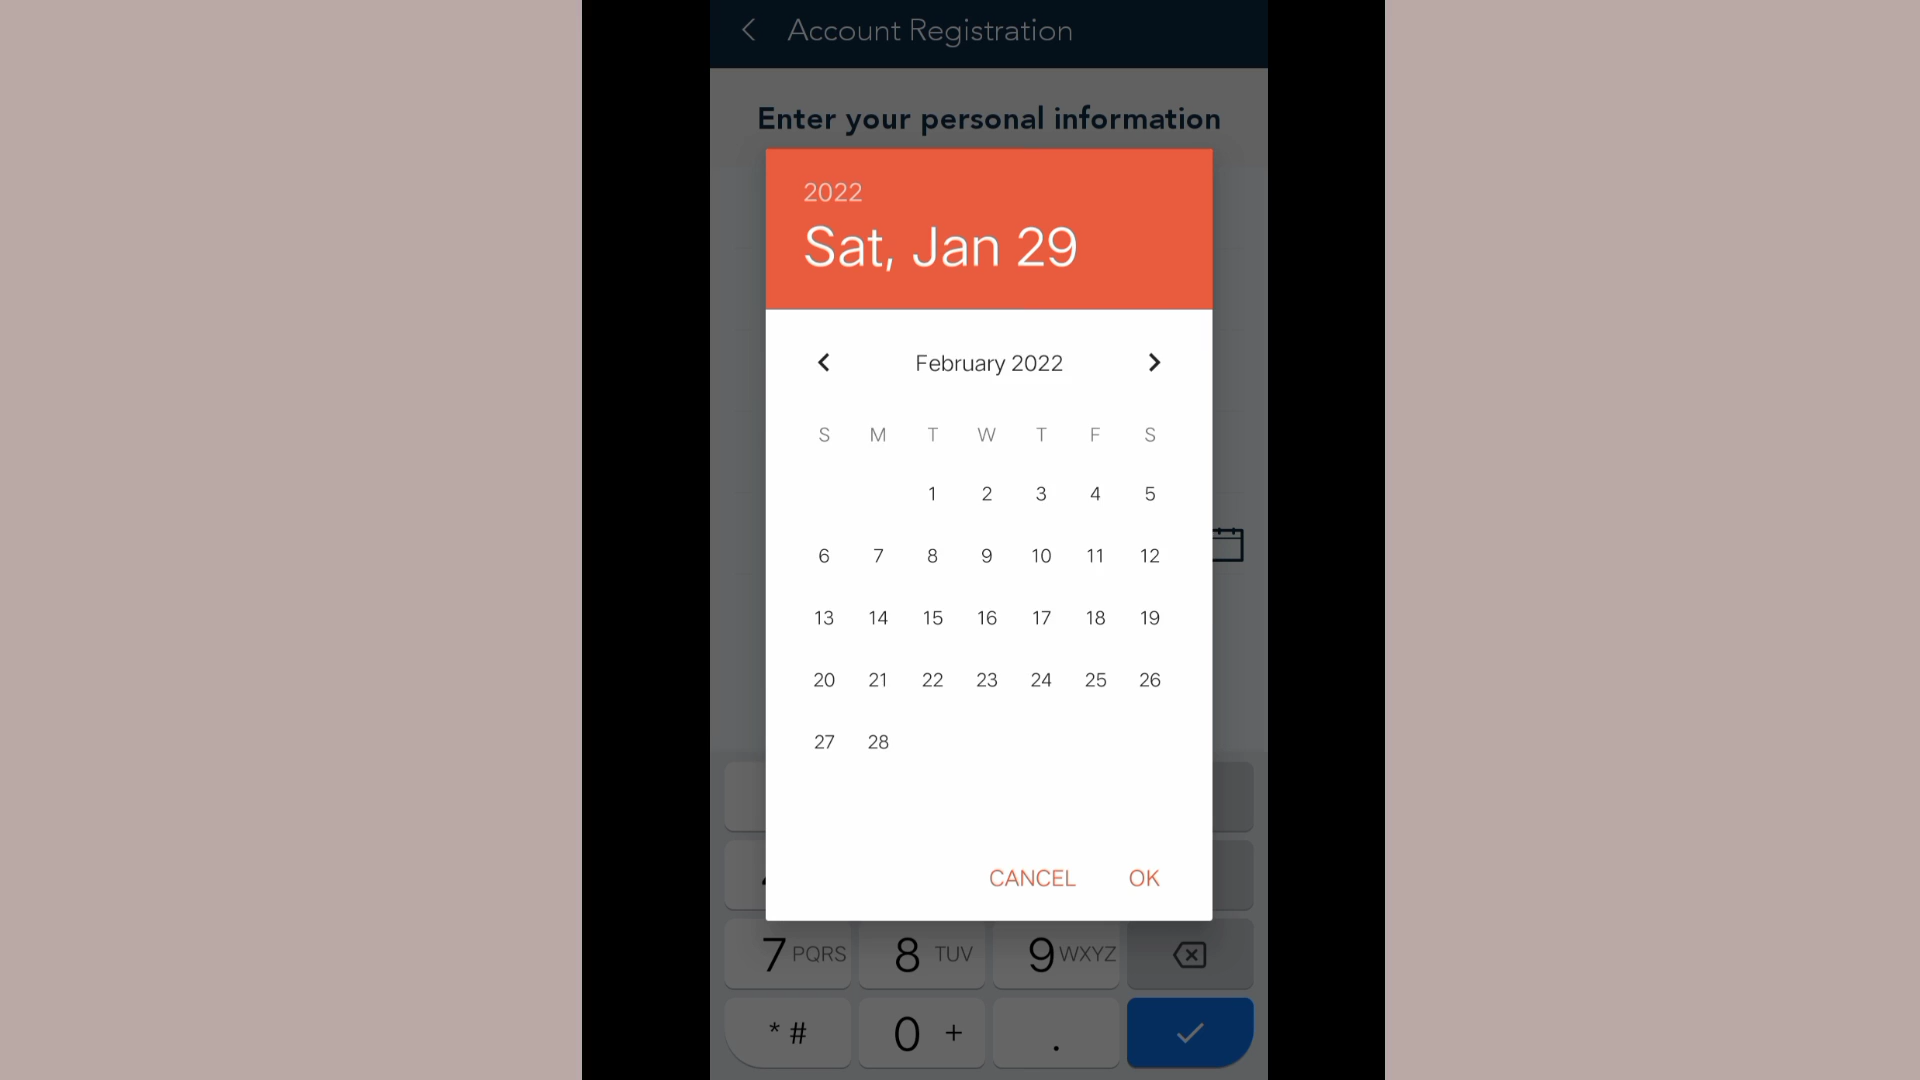 Account Registration
Enter your personal information
2022
Sat, Jan 29
February 2022
S M T W T F S
1 2 3 4 5
6 7 8 9 10 11 12
13 14 15 16 17 18 19
20 21 22 23 24 25 26
27 28
CANCEL OK
7 PQRS 8 TUV 9 WXYZ
* # 0 + .